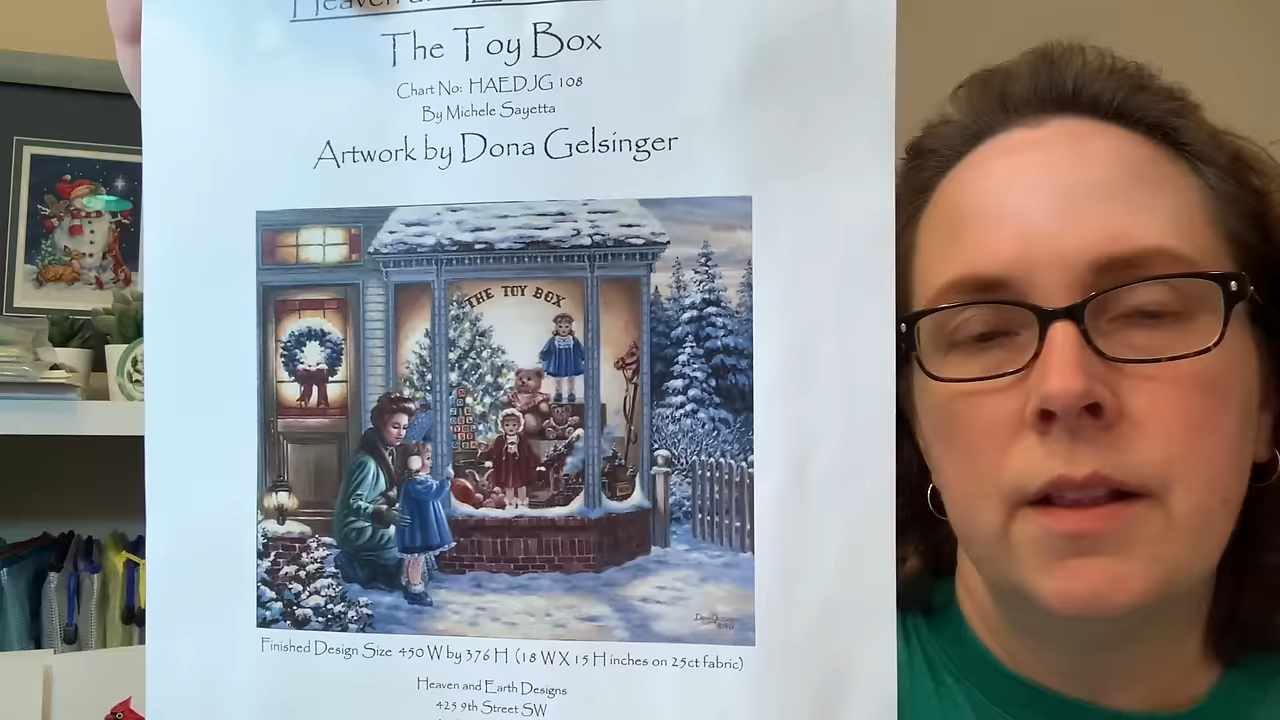 The Toy Box
Chart No: HAEDJG 108
By Michele Sayetta
Artwork by Dona Gelsinger
THE TOY BOX
Finished Design Size 450 W by 376 H (18 W X 15 H inches on 25ct fabric)
Heaven and Earth Designs
425 9th Street SW